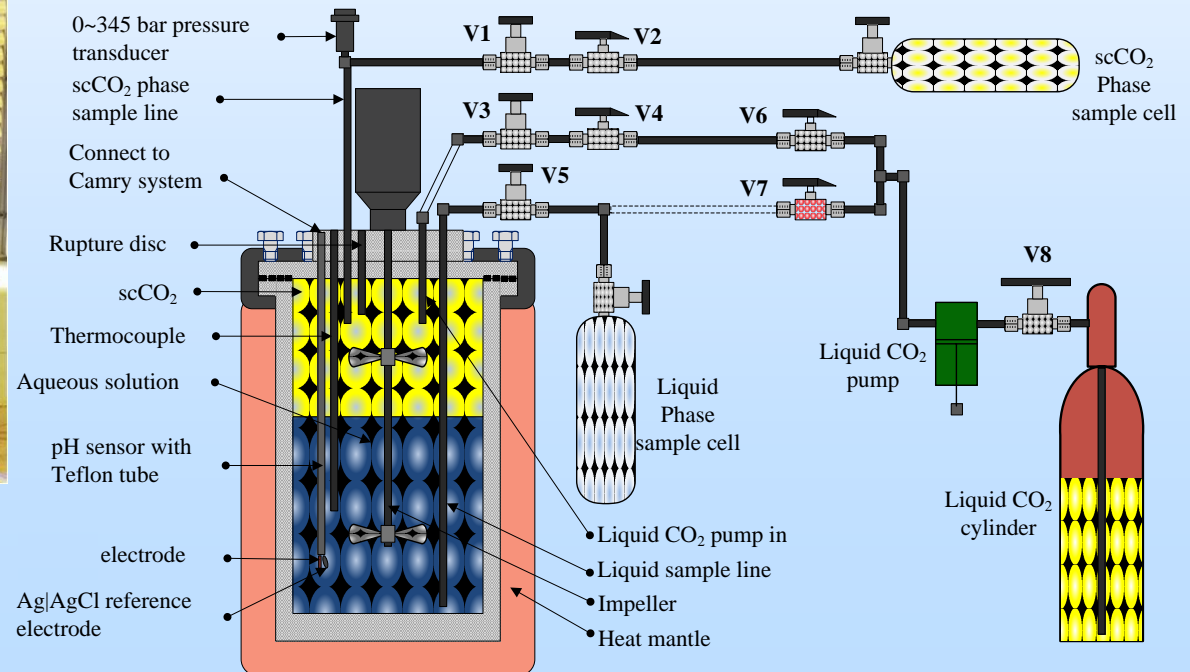 0~345 bar pressure
transducer
scCO₂ phase
sample line
Connect to
Camry system
Rupture disc
scCO₂
Thermocouple
Aqueous solution
pH sensor with
Teflon tube
electrode
Ag|AgCl reference
electrode
V1
V2
scCO₂
Phase
sample cell
V3
V4
V6
V5
V7
V8
Liquid CO₂
pump
Liquid
Phase
sample cell
Liquid CO₂
cylinder
Liquid CO₂ pump in
Liquid sample line
Impeller
Heat mantle